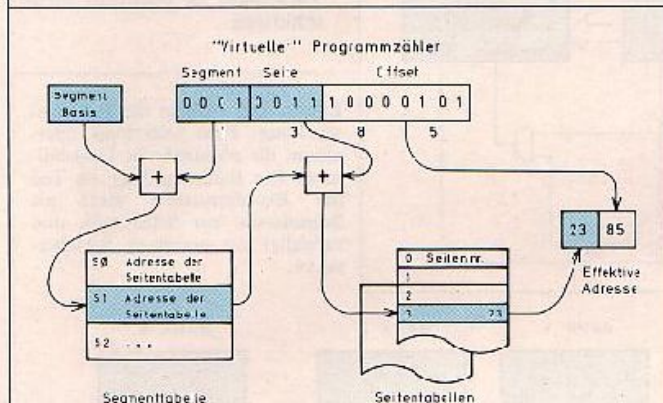 "Virtueller" Programmzähler
Segment Seite Offset
Segment
Basis
0 0 0 1 0 0 1 1 1 0 0 0 0 1 0 1
1 3 8 5
+ +
23 85
Effektive
Adresse
S0 Adresse der
Seitentabelle
S1 Adresse der
Seitentabelle
S2 ...
0 Seitennr.
1
2
3 23
Segmenttabelle Seitentabellen